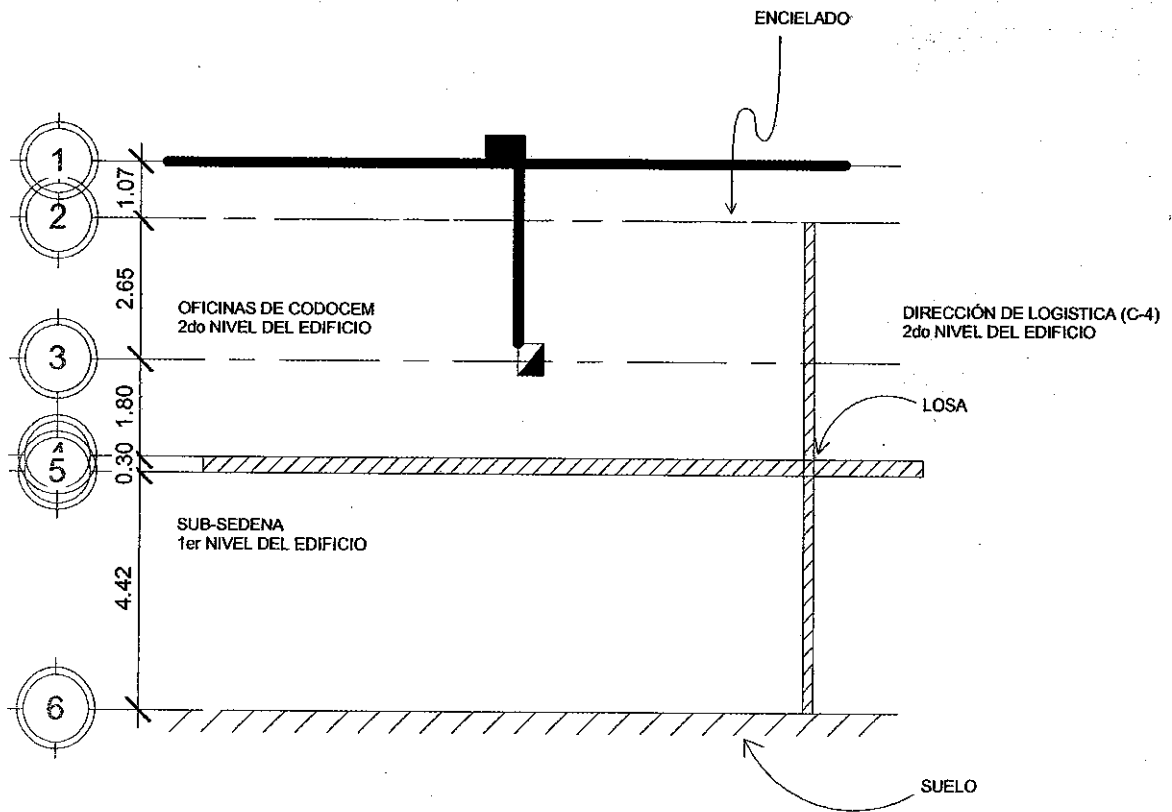 ENCIELADO
1
1.07
2
2.65
OFICINAS DE CODOCEM
2do NIVEL DEL EDIFICIO
DIRECCIÓN DE LOGISTICA (C-4)
2do NIVEL DEL EDIFICIO
3
1.80
LOSA
4
0.30
5
SUB-SEDENA
1er NIVEL DEL EDIFICIO
4.42
6
SUELO